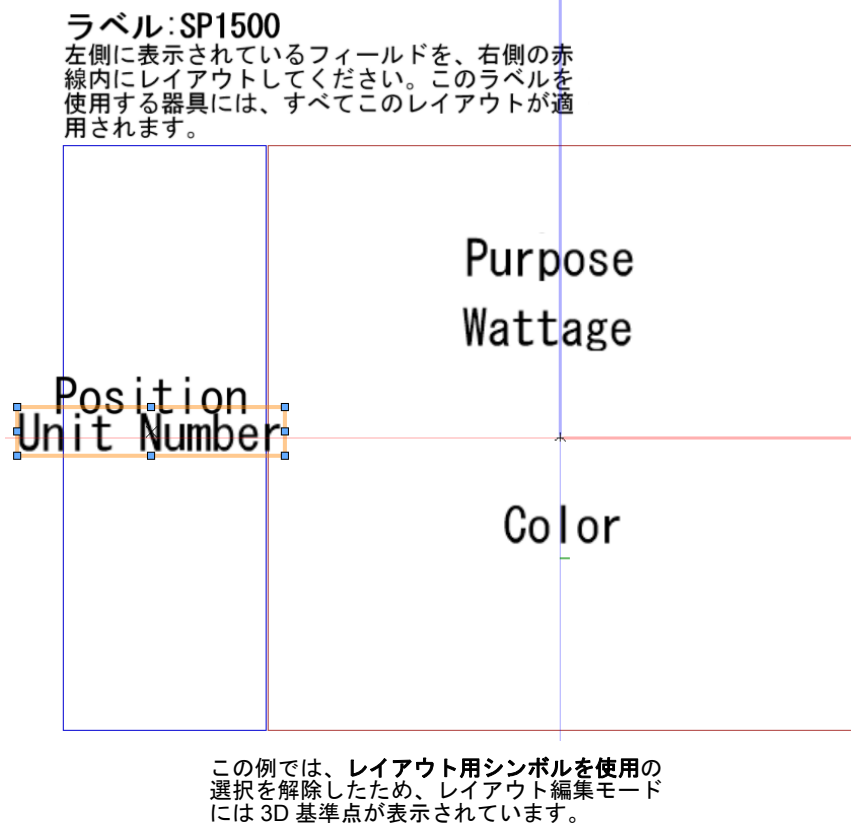 ラベル:SP1500
左側に表示されているフィールドを、右側の赤
線内にレイアウトしてください。このラベルを
使用する器具には、すべてこのレイアウトが適
用されます。
Purpose
Wattage
Position
Unit Number
Color
この例では、レイアウト用シンボルを使用の
選択を解除したため、レイアウト編集モード
には 3D 基準点が表示されています。